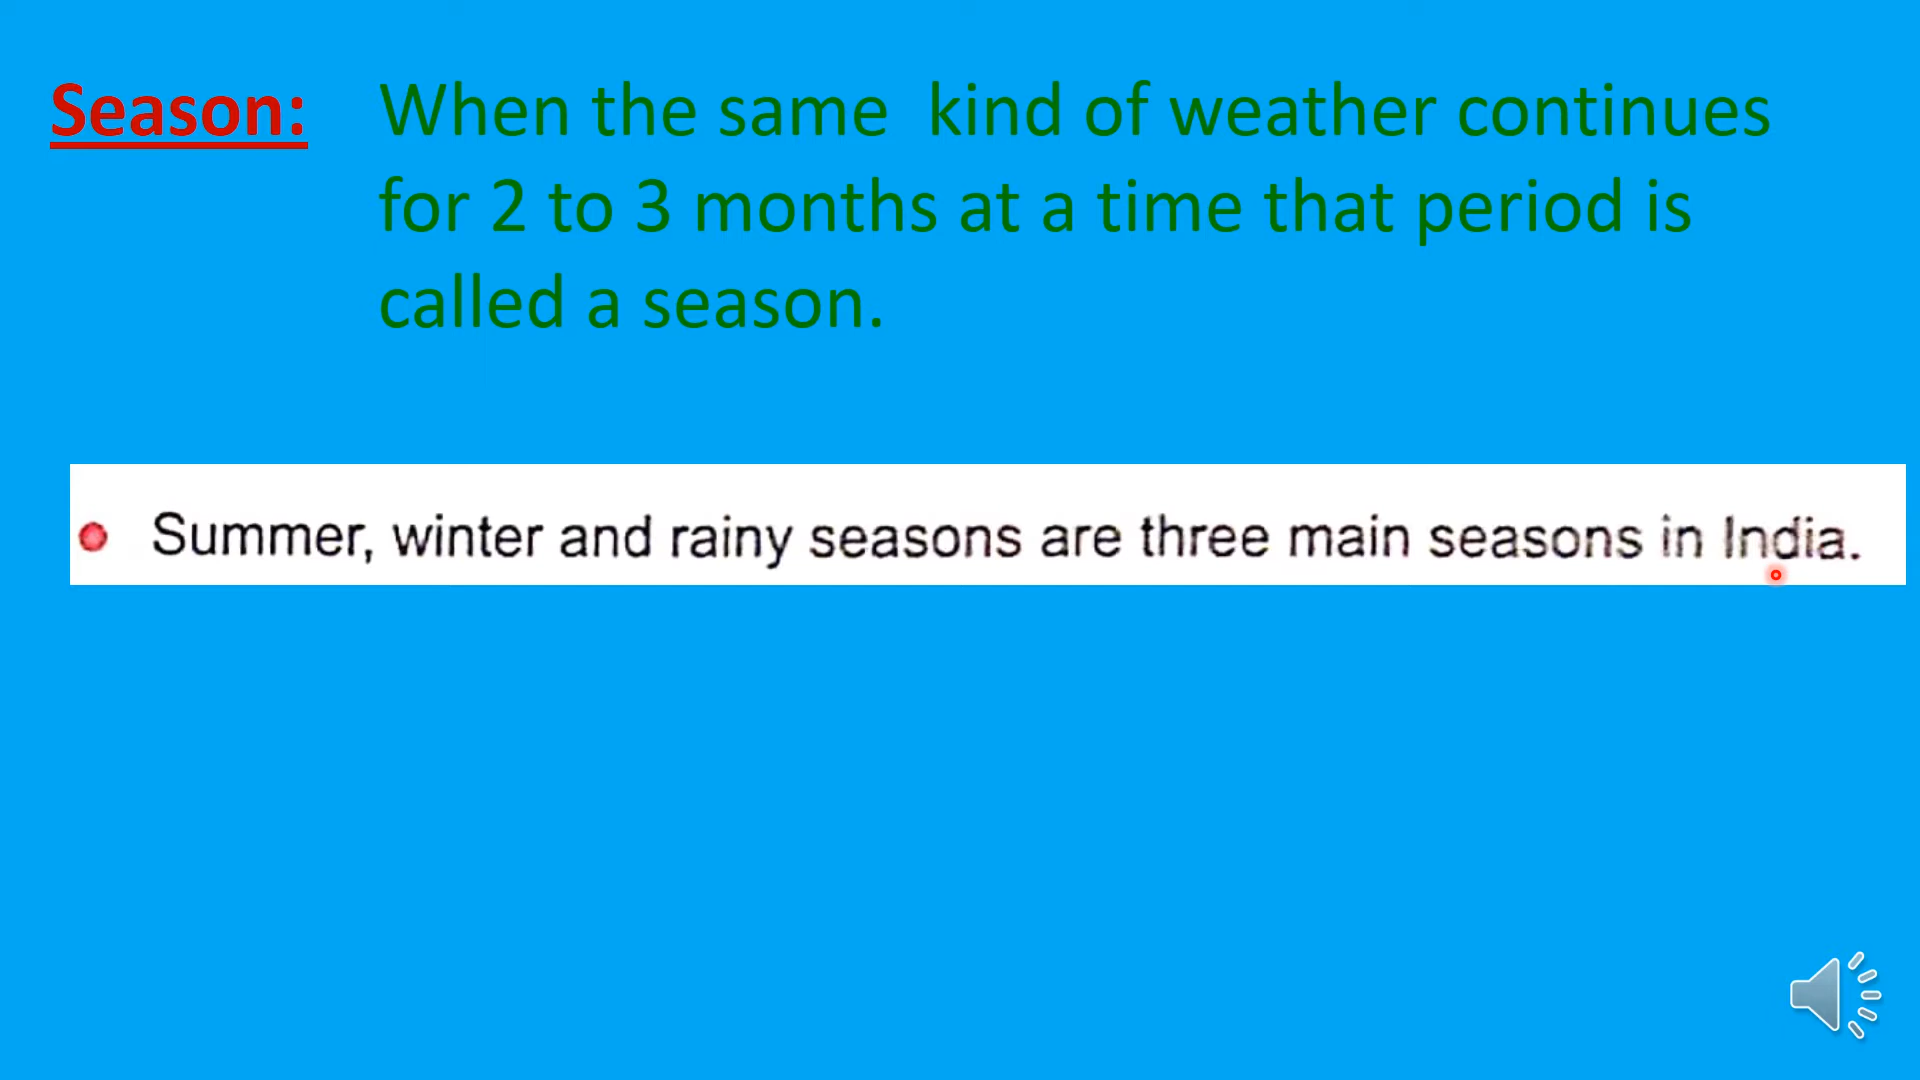 Season: When the same kind of weather continues
for 2 to 3 months at a time that period is
called a season.
Summer, winter and rainy seasons are three main seasons in India.